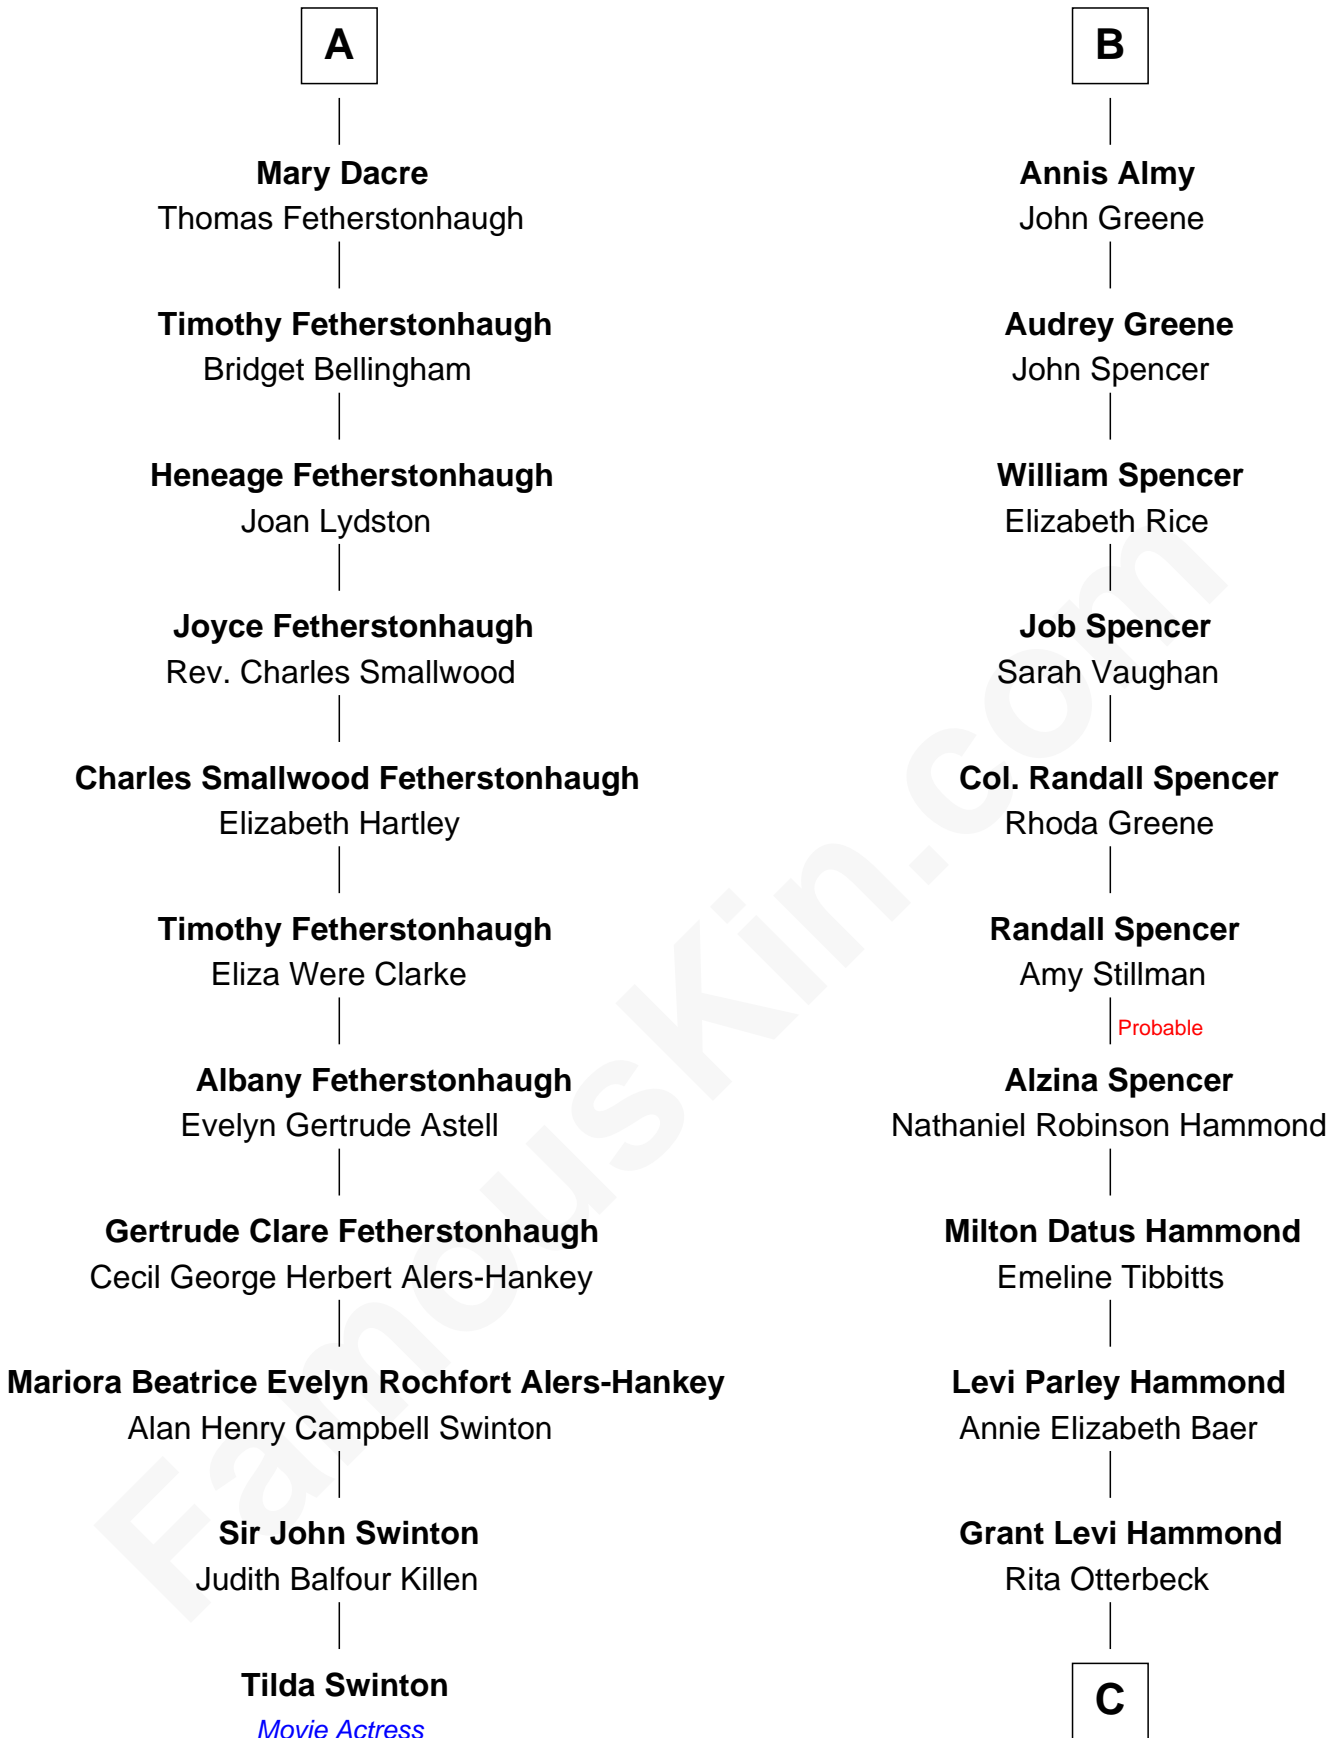 A
Mary Dacre
Thomas Fetherstonhaugh
Timothy Fetherstonhaugh
Bridget Bellingham
Heneage Fetherstonhaugh
Joan Lydston
Joyce Fetherstonhaugh
Rev. Charles Smallwood
Charles Smallwood Fetherstonhaugh
Elizabeth Hartley
Timothy Fetherstonhaugh
Eliza Were Clarke
Albany Fetherstonhaugh
Evelyn Gertrude Astell
Gertrude Clare Fetherstonhaugh
Cecil George Herbert Alers-Hankey
Mariora Beatrice Evelyn Rochfort Alers-Hankey
Alan Henry Campbell Swinton
Sir John Swinton
Judith Balfour Killen
Tilda Swinton
Movie Actress
B
Annis Almy
John Greene
Audrey Greene
John Spencer
William Spencer
Elizabeth Rice
Job Spencer
Sarah Vaughan
Col. Randall Spencer
Rhoda Greene
Randall Spencer
Amy Stillman
Probable
Alzina Spencer
Nathaniel Robinson Hammond
Milton Datus Hammond
Emeline Tibbitts
Levi Parley Hammond
Annie Elizabeth Baer
Grant Levi Hammond
Rita Otterbeck
C
FamousKin.com